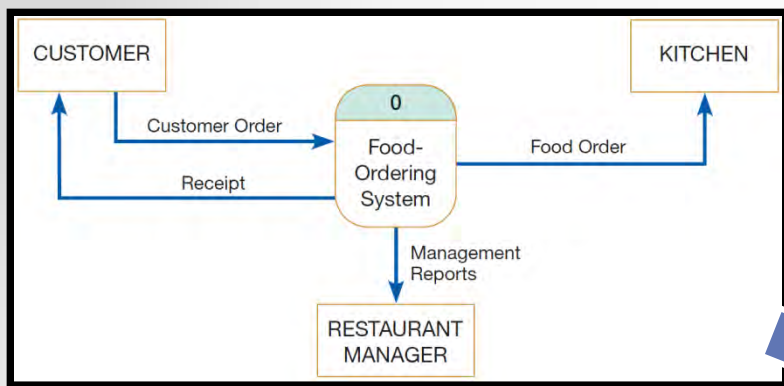 CUSTOMER
KITCHEN
0
Customer Order
Food-
Ordering
System
Food Order
Receipt
Management
Reports
RESTAURANT
MANAGER